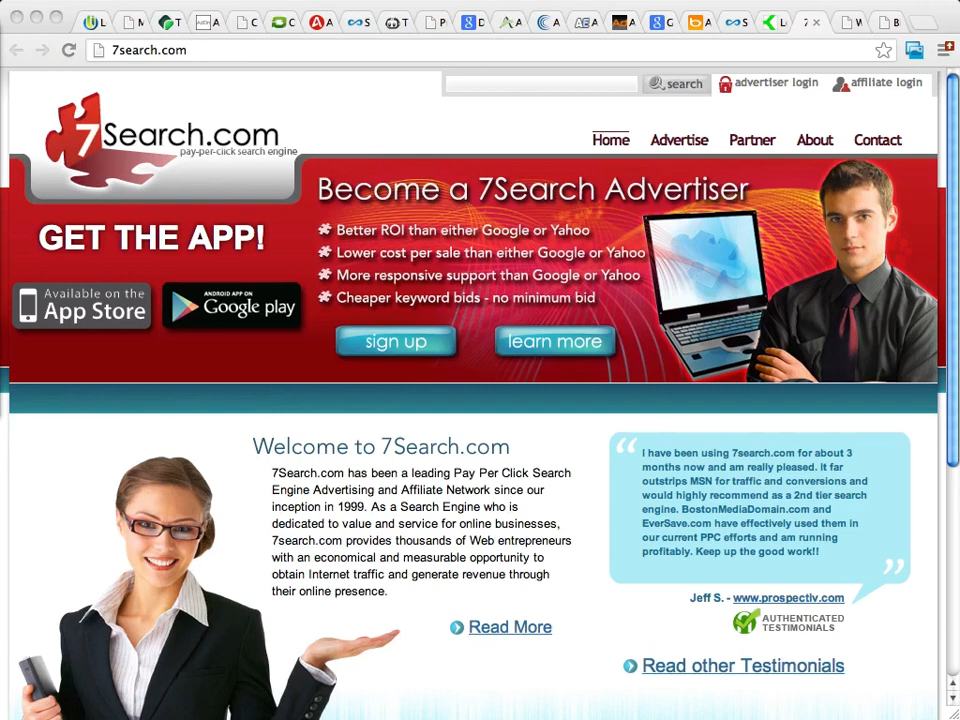 7search.com
search
advertiser login
affiliate login
7Search.com
pay-per-click search engine
Home Advertise Partner About Contact
GET THE APP!
Available on the
App Store
ANDROID APP ON
Google play
Become a 7Search Advertiser
Better ROI than either Google or Yahoo
Lower cost per sale than either Google or Yahoo
More responsive support than Google or Yahoo
Cheaper keyword bids - no minimum bid
sign up
learn more
Welcome to 7Search.com
7Search.com has been a leading Pay Per Click Search
Engine Advertising and Affiliate Network since our
inception in 1999. As a Search Engine who is
dedicated to value and service for online businesses,
7search.com provides thousands of Web entrepreneurs
with an economical and measurable opportunity to
obtain Internet traffic and generate revenue through
their online presence.
Read More
I have been using 7search.com for about 3
months now and am really pleased. It far
outstrips MSN for traffic and conversions and
would highly recommend as a 2nd tier search
engine. BostonMediaDomain.com and
EverSave.com have effectively used them in
our current PPC efforts and am running
profitably. Keep up the good work!!
Jeff S. - www.prospectiv.com
AUTHENTICATED
TESTIMONIALS
Read other Testimonials